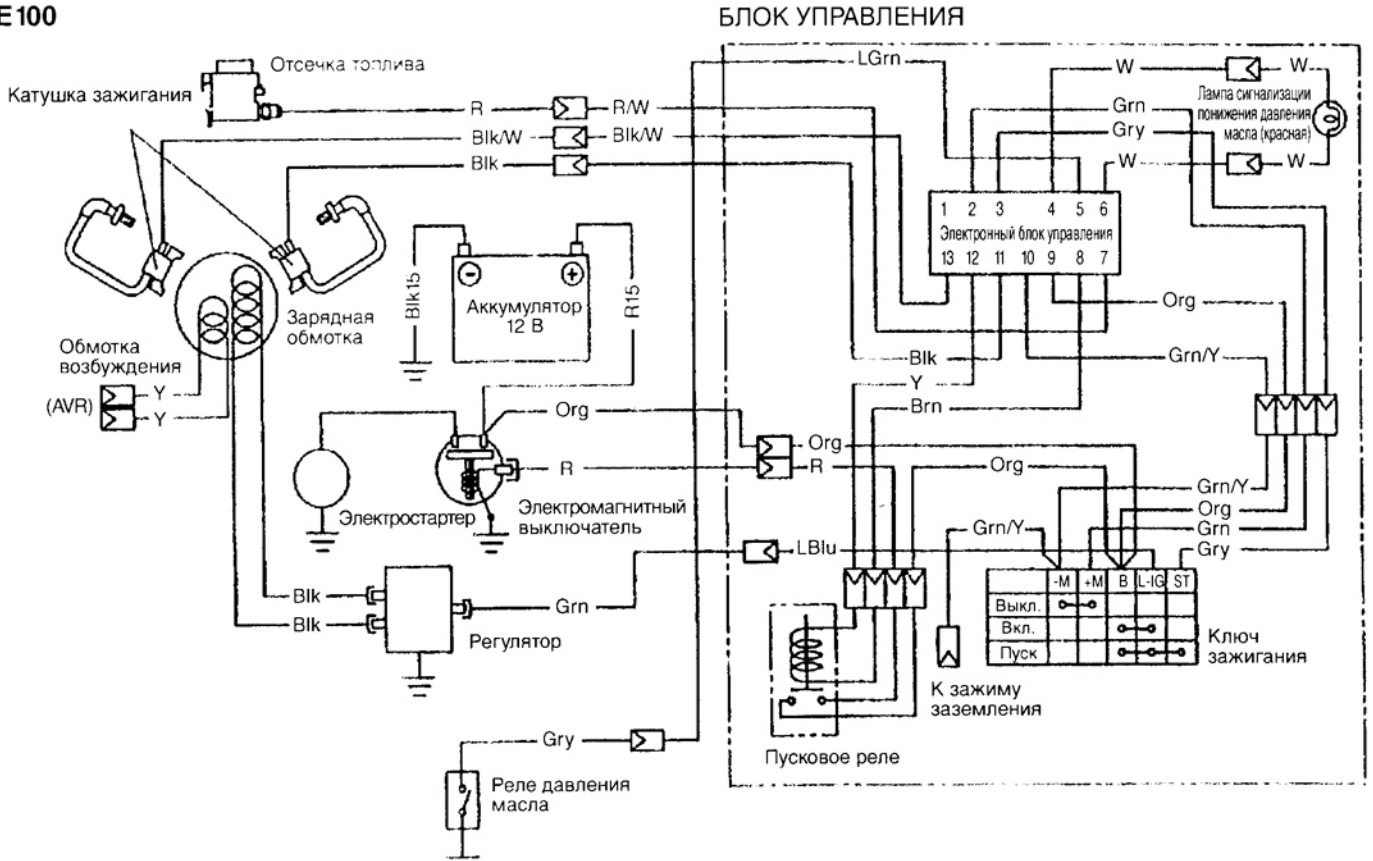 E100
БЛОК УПРАВЛЕНИЯ
Отсечка топлива
Катушка зажигания
R
R/W
Blk/W
Blk/W
Blk
LGrn
W
W
Grn
Gry
Лампа сигнализации
понижения давления
масла (красная)
W
W
1 2 3 4 5 6
Электронный блок управления
13 12 11 10 9 8 7
Blk15
Аккумулятор
12 В
R15
Зарядная
обмотка
Обмотка
возбуждения
Y
(AVR)
Y
Org
Blk
Grn/Y
Y
Brn
Org
Org
R
R
Org
Электростартер
Электромагнитный
выключатель
Grn/Y
Org
Grn
Gry
Grn/Y
LBlu
-M +M B L-IG ST
Выкл.
Вкл.
Пуск
Ключ
зажигания
Blk
Blk
Grn
Регулятор
К зажиму
заземления
Пусковое реле
Gry
Реле давления
масла